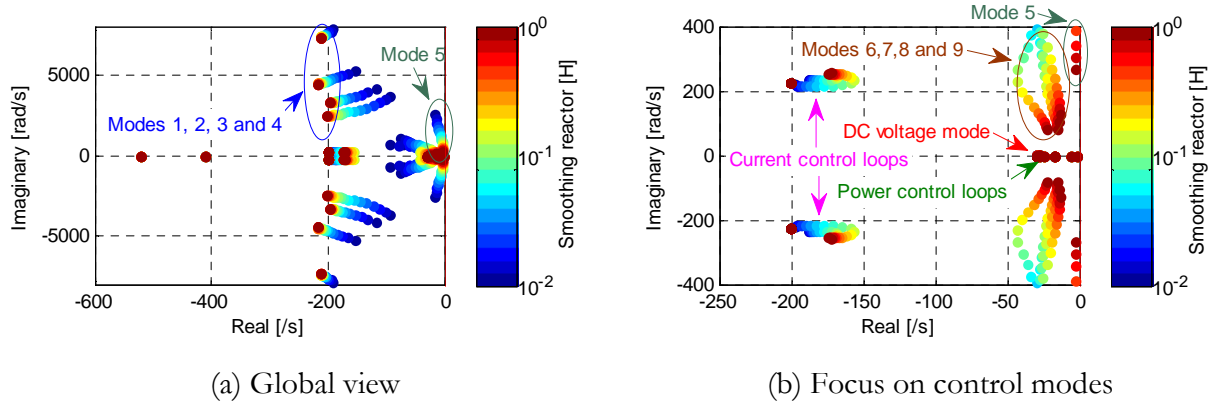 Mode 5
Modes 1, 2, 3 and 4
5000
0
-5000
-600
-400
-200
0
Imaginary [rad/s]
Real [/s]
10^0
10^-1
10^-2
Smoothing reactor [H]
(a) Global view
Mode 5
Modes 6,7,8 and 9
DC voltage mode
Current control loops
Power control loops
400
200
0
-200
-400
-250
-200
-150
-100
-50
0
Imaginary [rad/s]
Real [/s]
10^0
10^-1
10^-2
Smoothing reactor [H]
(b) Focus on control modes